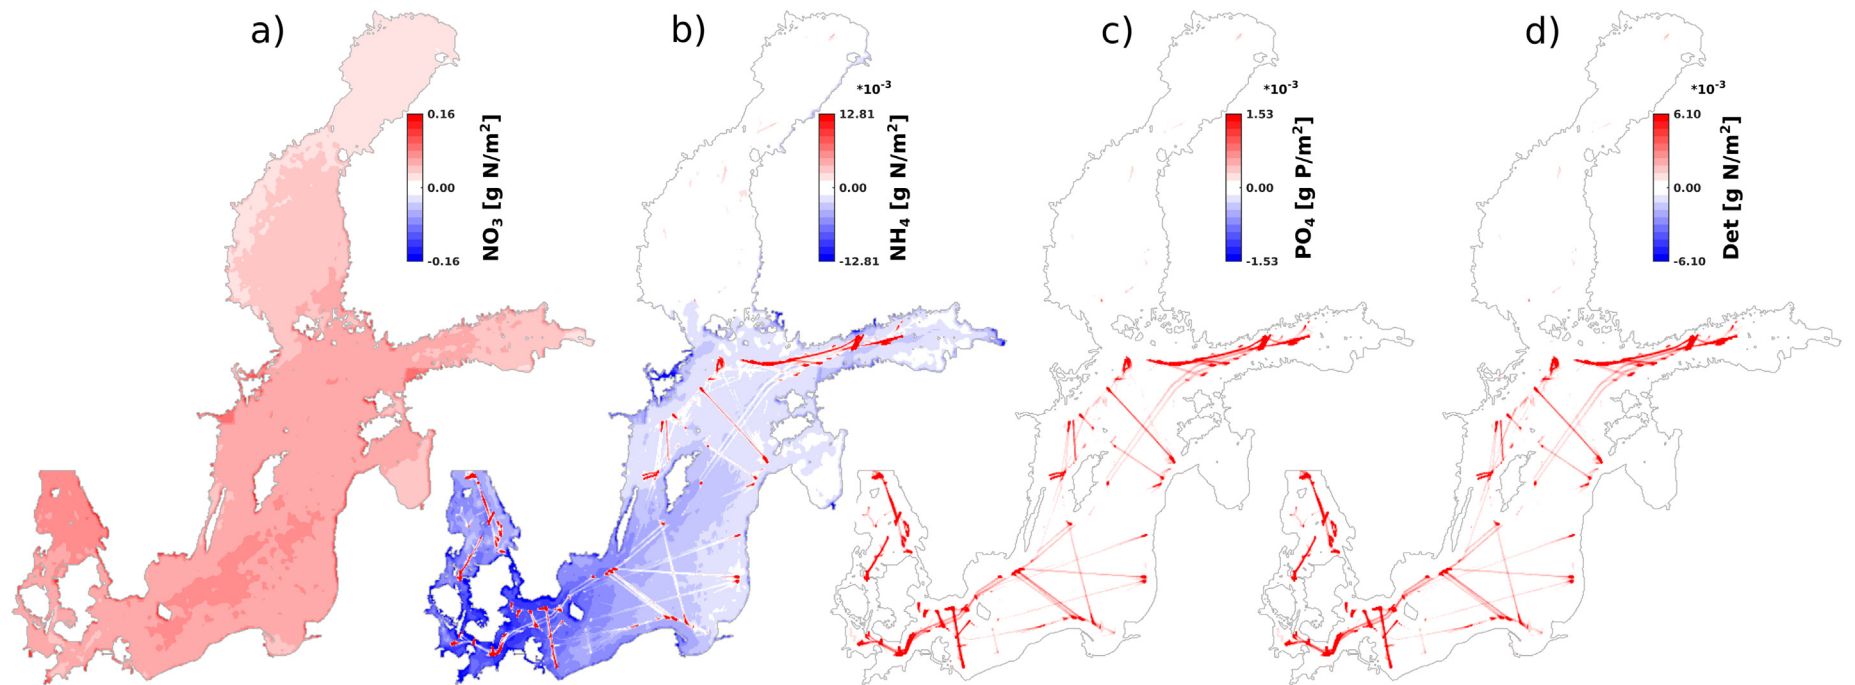 a)
0.16
0.00
-0.16
NO3 [g N/m2]
b)
*10-3
12.81
0.00
-12.81
NH4 [g N/m2]
c)
*10-3
1.53
0.00
-1.53
PO4 [g P/m2]
d)
*10-3
6.10
0.00
-6.10
Det [g N/m2]